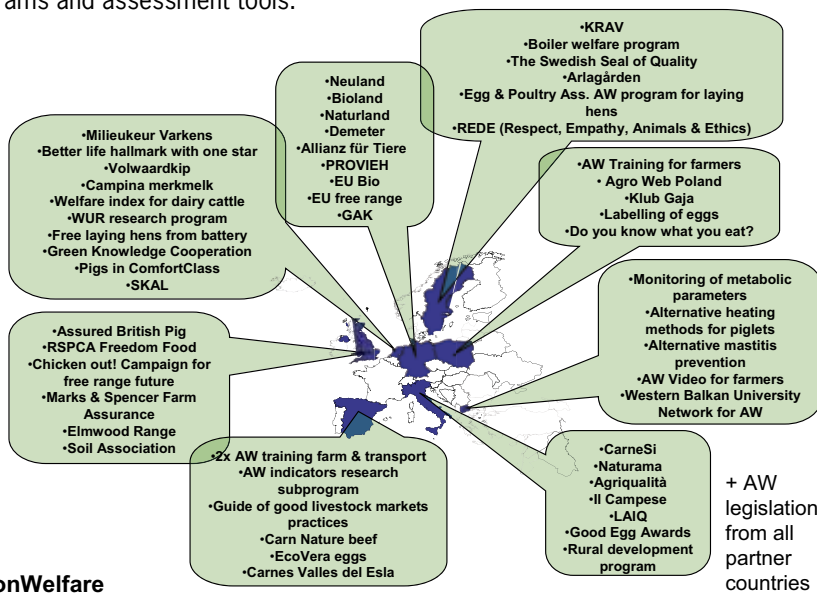 ams and assessment tools.
•KRAV
•Boiler welfare program
•The Swedish Seal of Quality
•Arlagården
•Egg & Poultry Ass. AW program for laying
hens
•REDE (Respect, Empathy, Animals & Ethics)
•Neuland
•Bioland
•Naturland
•Demeter
•Allianz für Tiere
•PROVIEH
•EU Bio
•EU free range
•GAK
•Milieukeur Varkens
•Better life hallmark with one star
•Volwaardkip
•Campina merkmelk
•Welfare index for dairy cattle
•WUR research program
•Free laying hens from battery
•Green Knowledge Cooperation
•Pigs in ComfortClass
•SKAL
•AW Training for farmers
• Agro Web Poland
•Klub Gaja
•Labelling of eggs
•Do you know what you eat?
•Monitoring of metabolic
parameters
•Alternative heating
methods for piglets
•Alternative mastitis
prevention
•AW Video for farmers
•Western Balkan University
Network for AW
•Assured British Pig
•RSPCA Freedom Food
•Chicken out! Campaign for
free range future
•Marks & Spencer Farm
Assurance
•Elmwood Range
•Soil Association
•2x AW training farm & transport
•AW indicators research
subprogram
•Guide of good livestock markets
practices
•Carn Nature beef
•EcoVera eggs
•Carnes Valles del Esla
•CarneSi
•Naturama
•Agriqualità
•Il Campese
•LAIQ
•Good Egg Awards
•Rural development
program
+ AW
legislation
from all
partner
countries
onWelfare